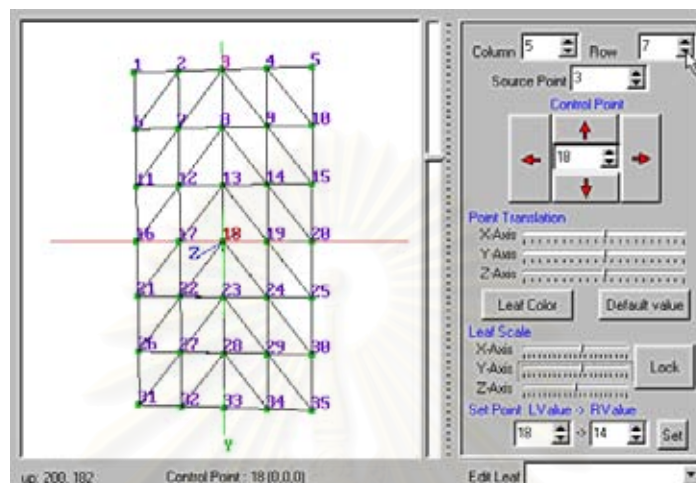 1 2 3 4 5
6 7 8 9 10
11 12 13 14 15
16 17 18 19 20
Z
21 22 23 24 25
26 27 28 29 30
31 32 33 34 35
Y
up: 200, 182 Control Point : 18 (0,0,0)
Column 5 Row 7
Source Point 3
Control Point
18
Point Translation
X-Axis
Y-Axis
Z-Axis
Leaf Color Default value
Leaf Scale
X-Axis
Y-Axis
Z-Axis
Lock
Set Point LValue -> RValue
18 -> 14 Set
Edit Leaf